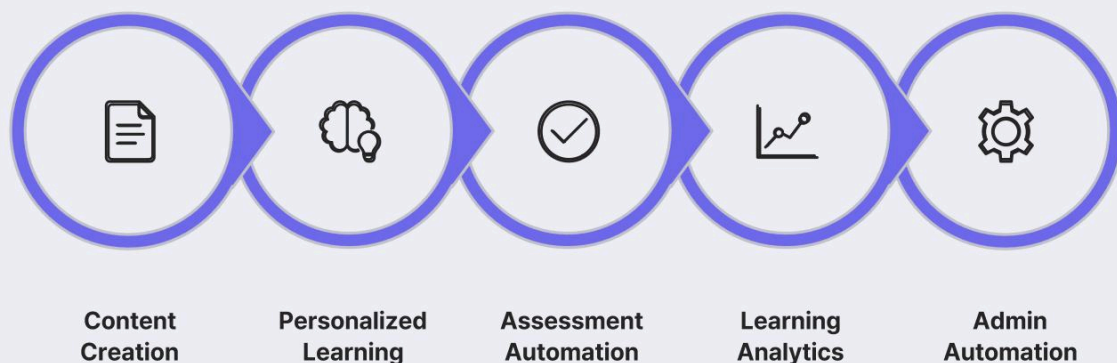 Content
Creation
Personalized
Learning
Assessment
Automation
Learning
Analytics
Admin
Automation